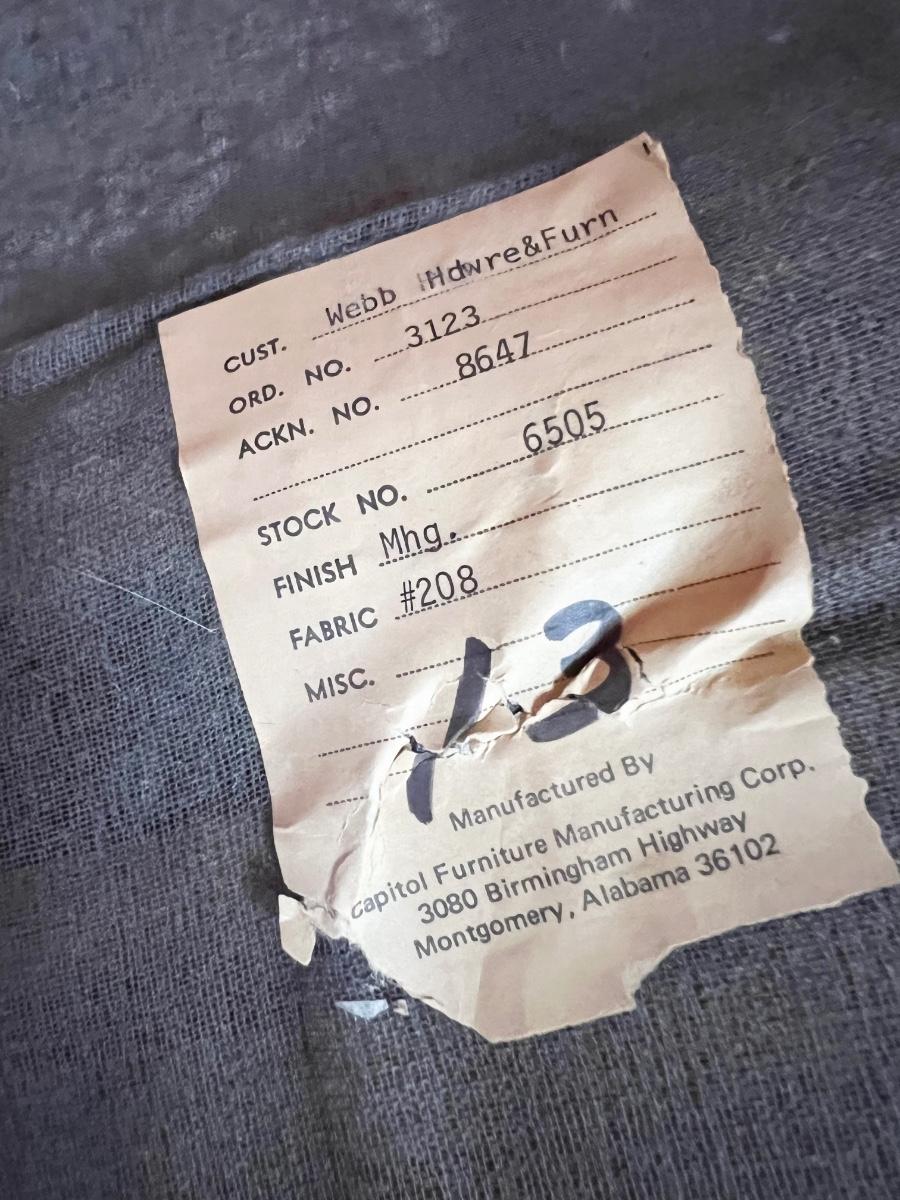 CUST. Webb Hdwre&Furn
ORD. NO. 3123
ACKN. NO. 8647
STOCK NO. 6505
FINISH Mhg.
FABRIC #208
MISC.
13
Manufactured By
Capitol Furniture Manufacturing Corp.
3080 Birmingham Highway
Montgomery, Alabama 36102